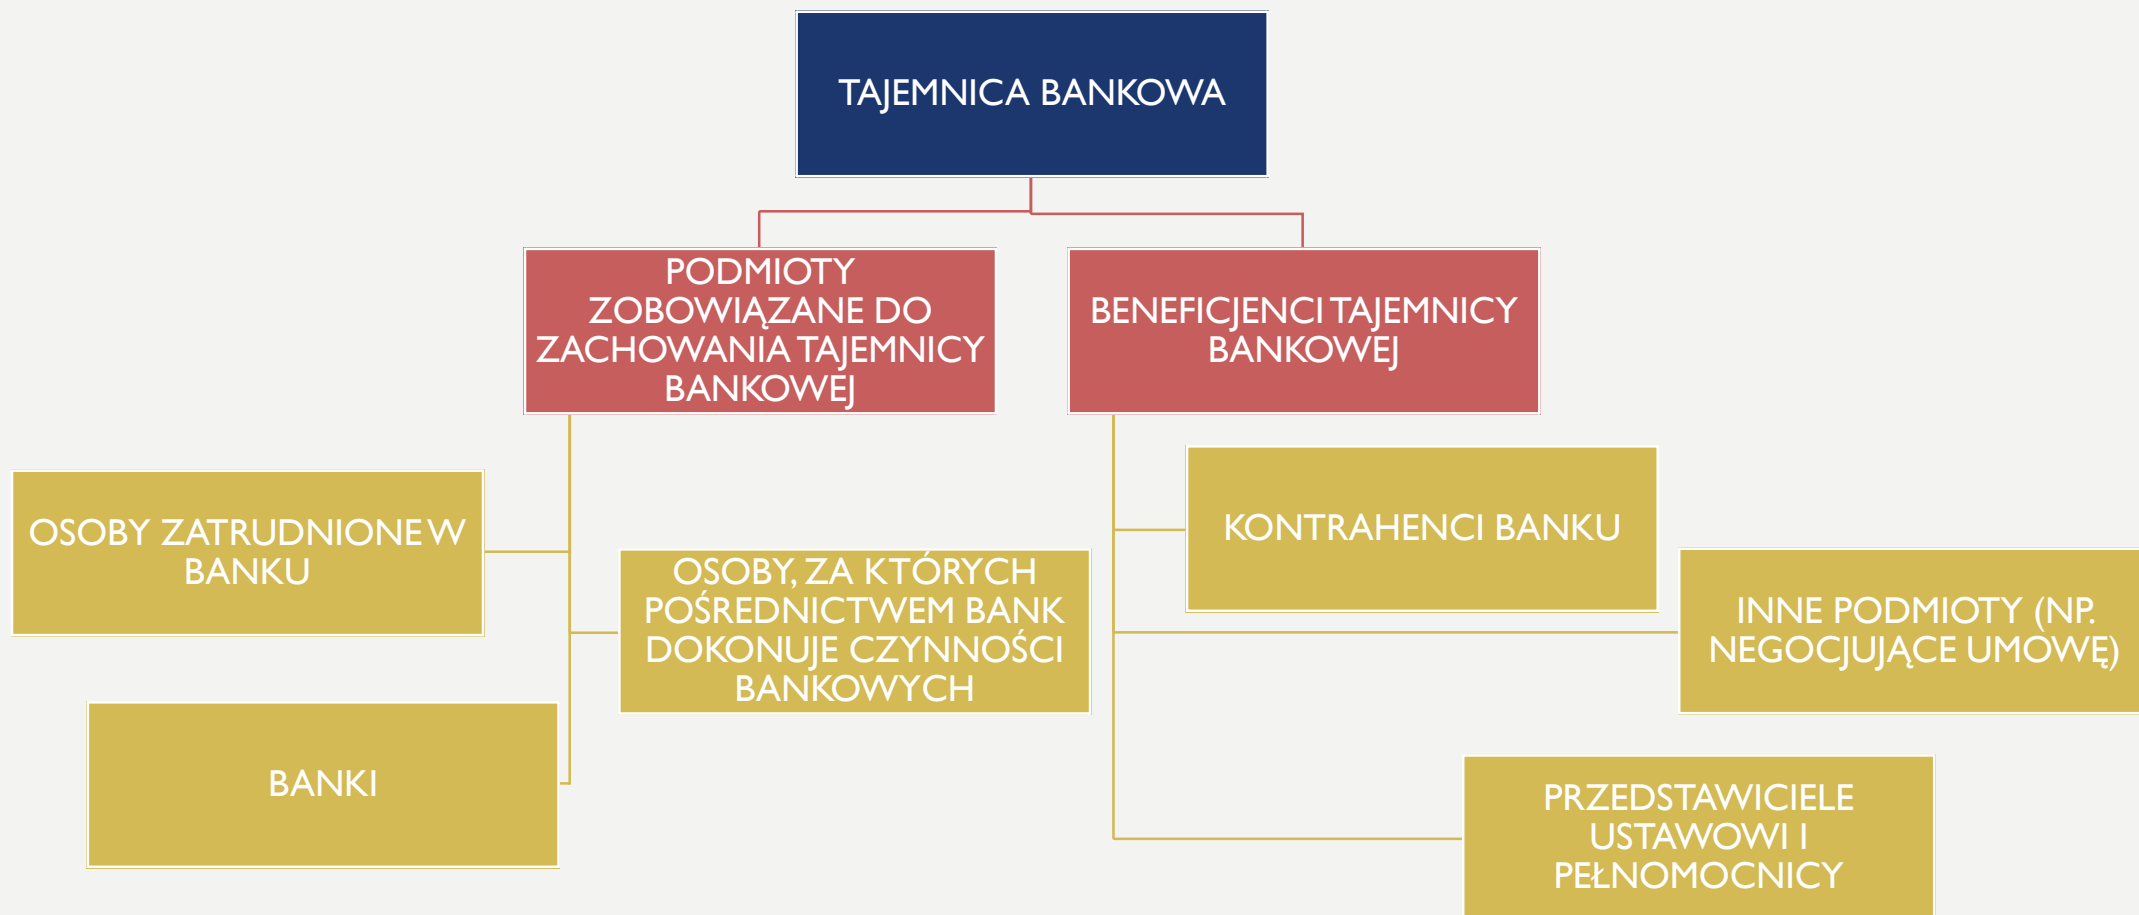 TAJEMNICA BANKOWA
PODMIOTY
ZOBOWIĄZANE DO
ZACHOWANIA TAJEMNICY
BANKOWEJ
BENEFICJENCI TAJEMNICY
BANKOWEJ
OSOBY ZATRUDNIONE W
BANKU
OSOBY, ZA KTÓRYCH
POŚREDNICTWEM BANK
DOKONUJE CZYNNOŚCI
BANKOWYCH
BANKI
KONTRAHENCI BANKU
INNE PODMIOTY (NP.
NEGOCJUJĄCE UMOWĘ)
PRZEDSTAWICIELE
USTAWOWI I
PEŁNOMOCNICY